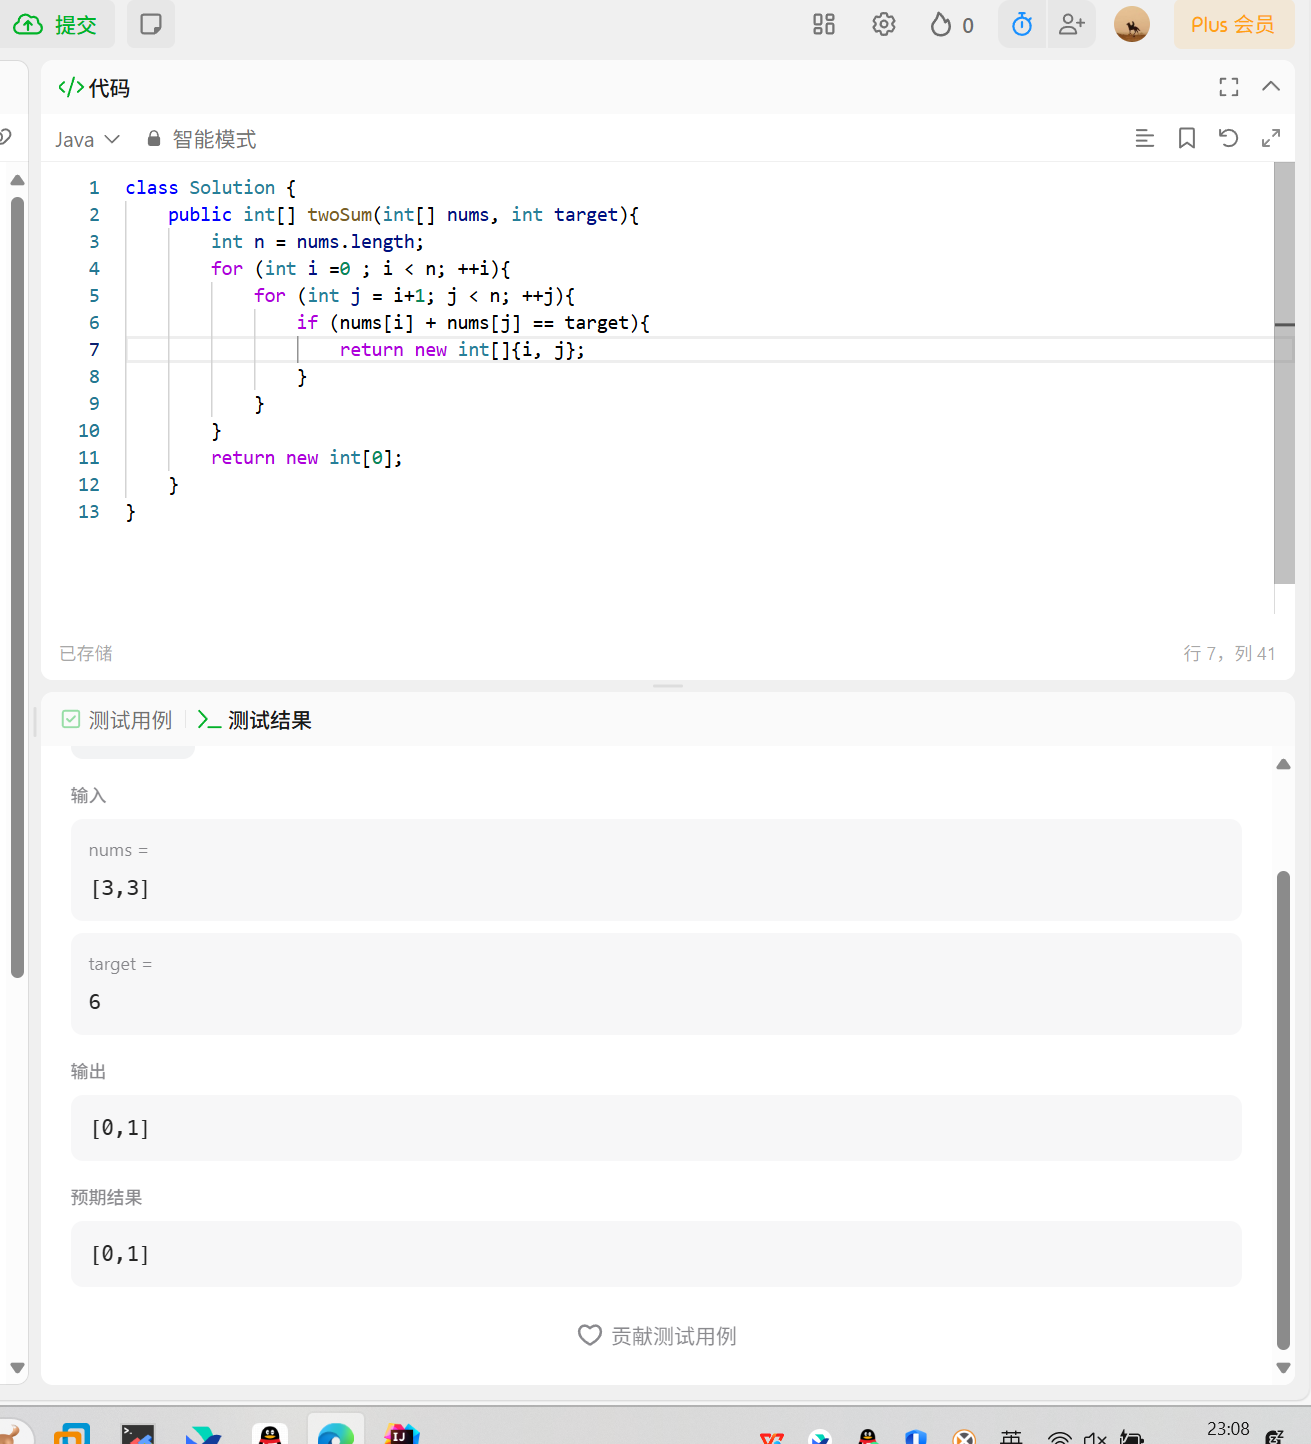 提交
0
Plus 会员
代码
Java 智能模式
1 class Solution {
2     public int[] twoSum(int[] nums, int target){
3         int n = nums.length;
4         for (int i =0 ; i < n; ++i){
5             for (int j = i+1; j < n; ++j){
6                 if (nums[i] + nums[j] == target){
7                     return new int[]{i, j};
8                 }
9             }
10         }
11         return new int[0];
12     }
13 }
已存储
行 7，列 41
测试用例
测试结果
输入
nums =
[3,3]
target =
6
输出
[0,1]
预期结果
[0,1]
贡献测试用例
IJ
英
23:08